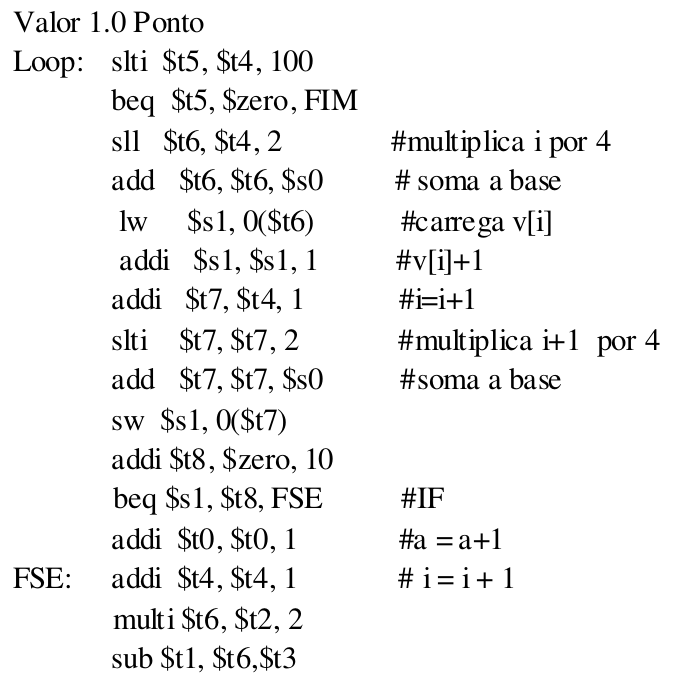 Valor 1.0 Ponto
Loop: slti $t5, $t4, 100
beq $t5, $zero, FIM
sll $t6, $t4, 2 #multiplica i por 4
add $t6, $t6, $s0 # soma a base
lw $s1, 0($t6) #carrega v[i]
addi $s1, $s1, 1 #v[i]+1
addi $t7, $t4, 1 #i=i+1
slti $t7, $t7, 2 #multiplica i+1 por 4
add $t7, $t7, $s0 #soma a base
sw $s1, 0($t7)
addi $t8, $zero, 10
beq $s1, $t8, FSE #IF
addi $t0, $t0, 1 #a = a+1
FSE: addi $t4, $t4, 1 # i = i + 1
multi $t6, $t2, 2
sub $t1, $t6,$t3